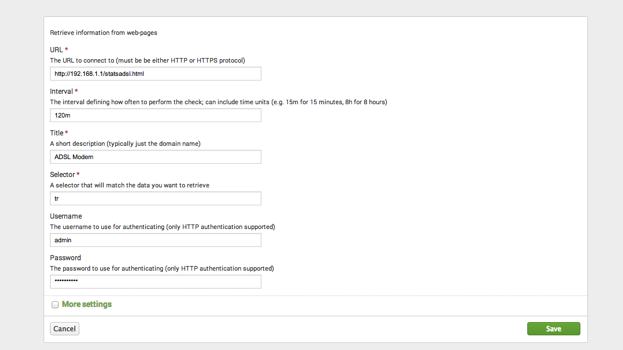 Retrieve information from web-pages
URL *
The URL to connect to (must be be either HTTP or HTTPS protocol)
http://192.168.1.1/statsadsl.html
Interval *
The interval defining how often to perform the check; can include time units (e.g. 15m for 15 minutes, 8h for 8 hours)
120m
Title *
A short description (typically just the domain name)
ADSL Modem
Selector *
A selector that will match the data you want to retrieve
tr
Username
The username to use for authenticating (only HTTP authentication supported)
admin
Password
The password to use for authenticating (only HTTP authentication supported)
••••••••••
More settings
Cancel Save